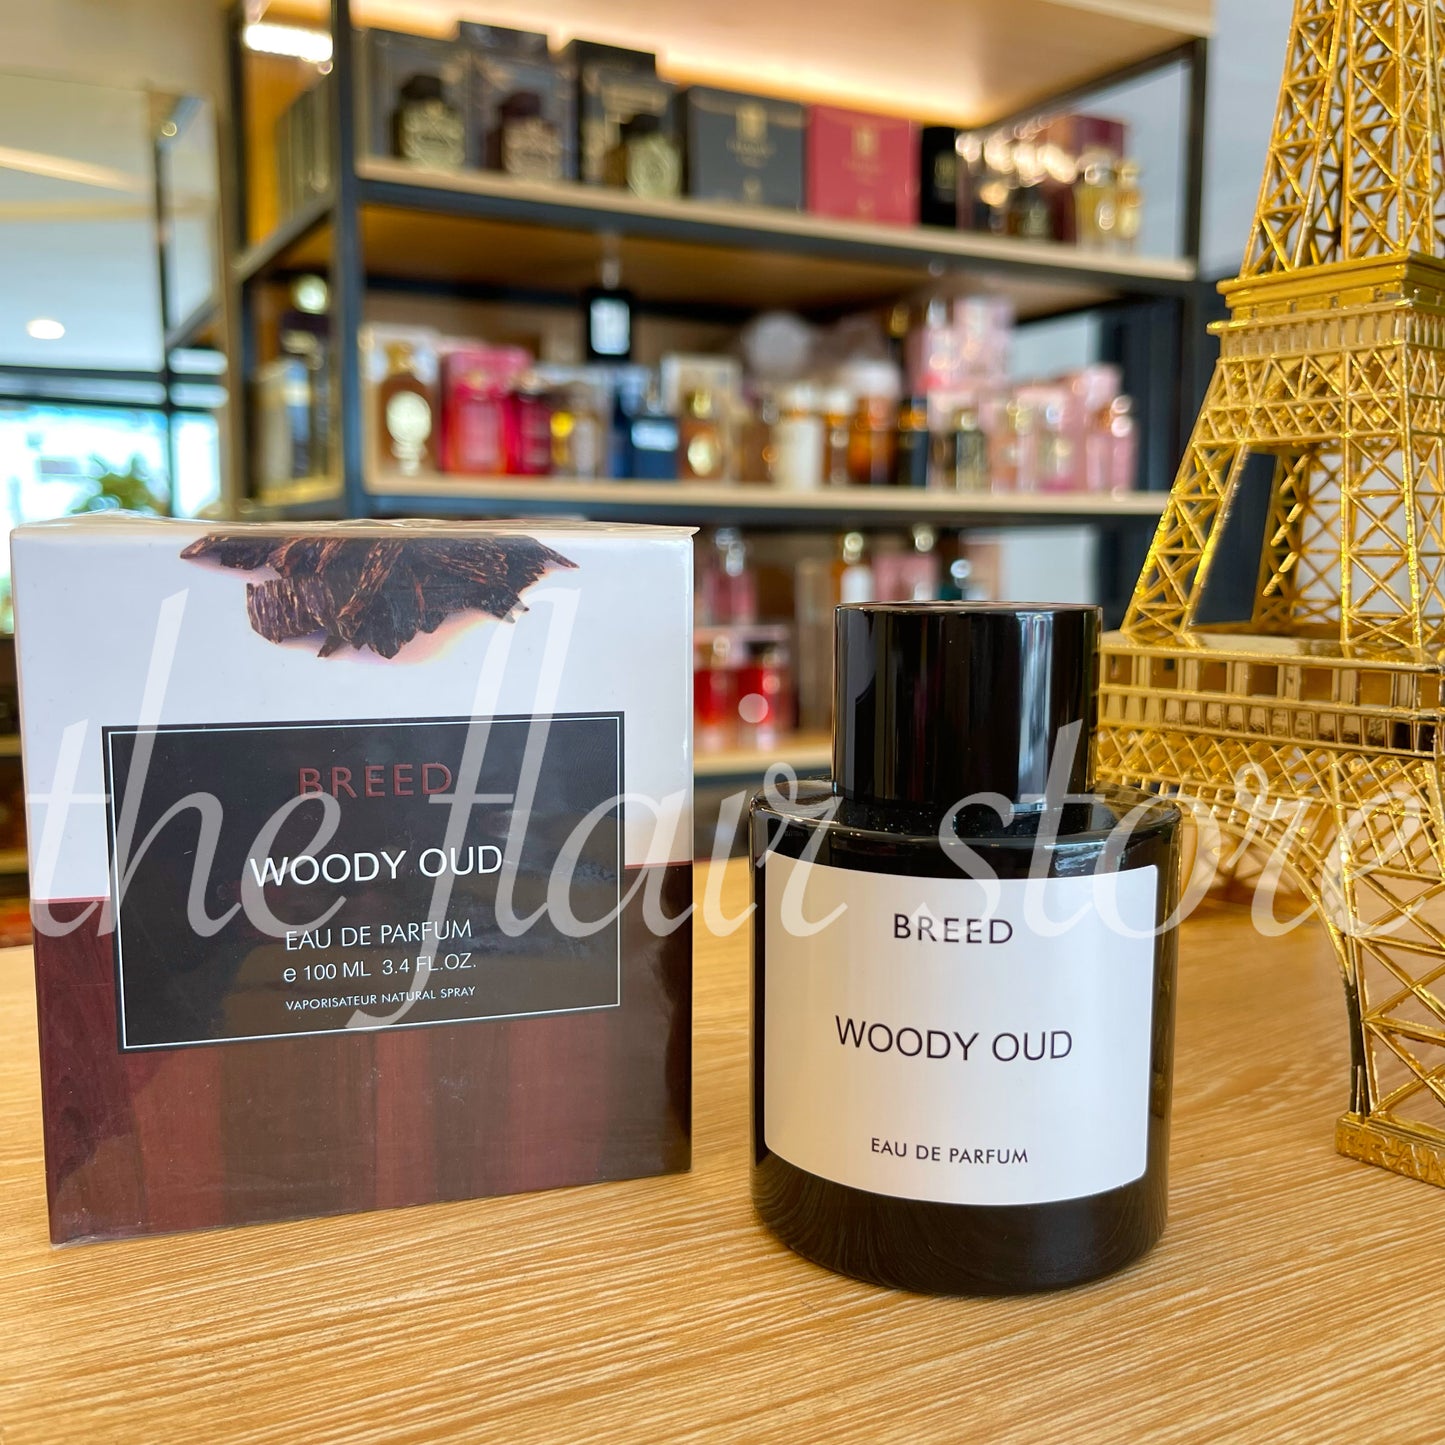 BREED
WOODY OUD
EAU DE PARFUM
e 100 ML 3.4 FL.OZ.
VAPORISATEUR NATURAL SPRAY
BREED
WOODY OUD
EAU DE PARFUM
the flair store